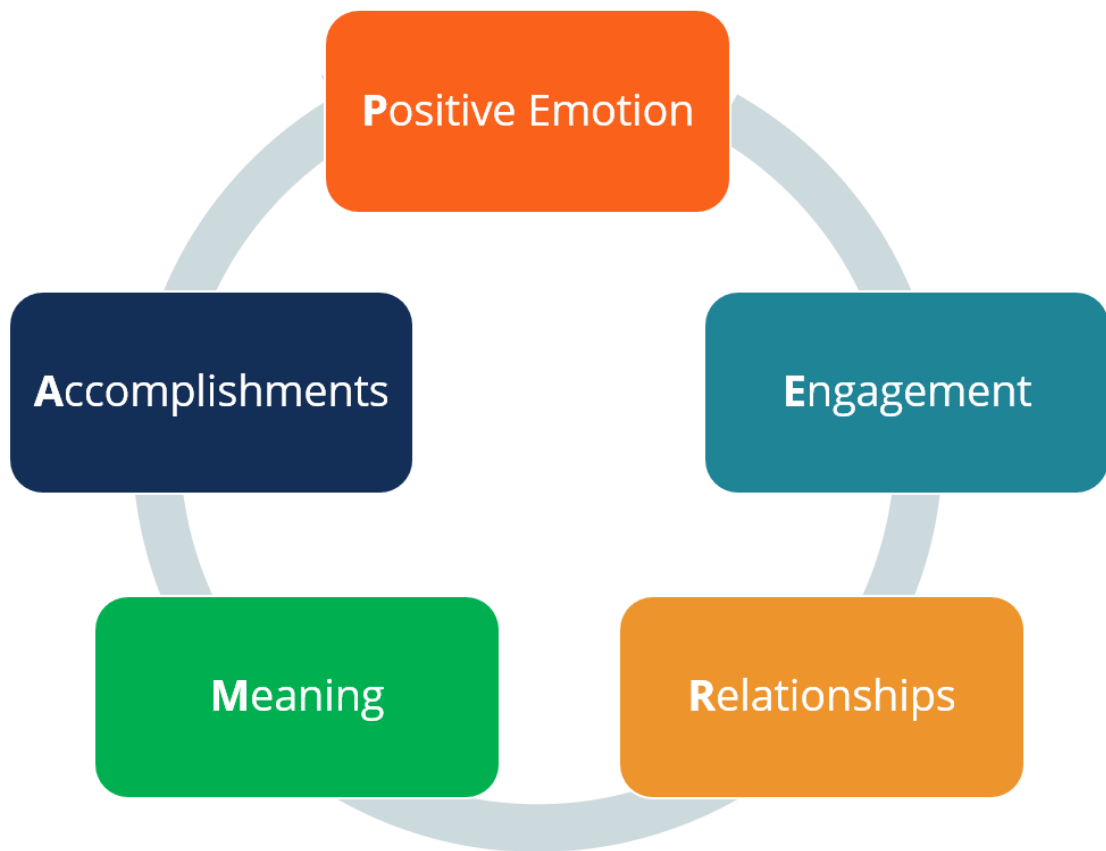 Positive Emotion
Engagement
Relationships
Meaning
Accomplishments